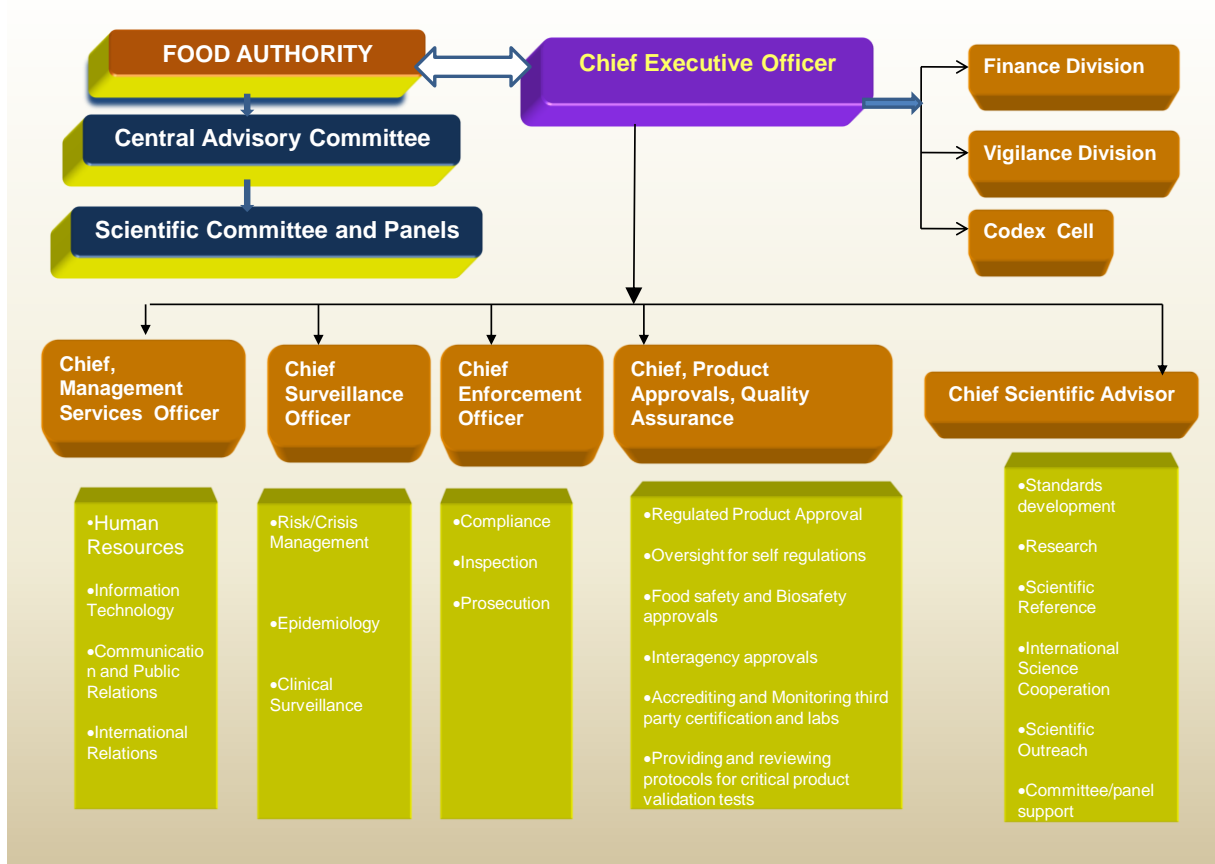 FOOD AUTHORITY
Chief Executive Officer
Finance Division
Central Advisory Committee
Vigilance Division
Scientific Committee and Panels
Codex Cell
Chief,
Management
Services Officer
Chief
Surveillance
Officer
Chief
Enforcement
Officer
Chief, Product
Approvals, Quality
Assurance
Chief Scientific Advisor
•Human
Resources
•Information
Technology
•Communicatio
n and Public
Relations
•International
Relations
•Risk/Crisis
Management
•Epidemiology
•Clinical
Surveillance
•Compliance
•Inspection
•Prosecution
•Regulated Product Approval
•Oversight for self regulations
•Food safety and Biosafety
approvals
•Interagency approvals
•Accrediting and Monitoring third
party certification and labs
•Providing and reviewing
protocols for critical product
validation tests
•Standards
development
•Research
•Scientific
Reference
•International
Science
Cooperation
•Scientific
Outreach
•Committee/panel
support